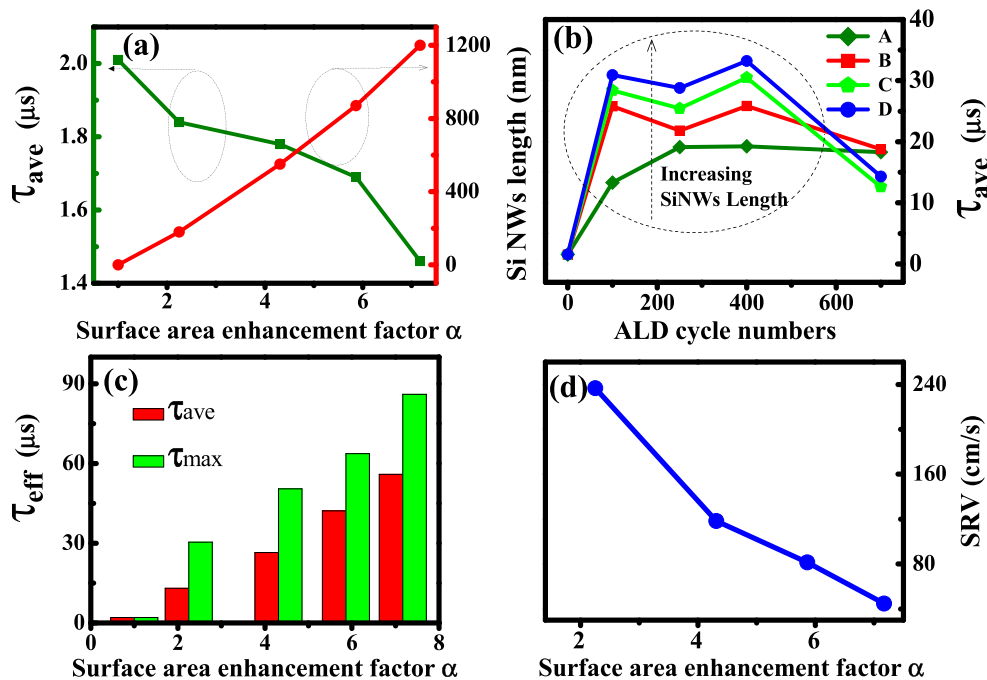 (a)
2.0
1.8
1.6
1.4
τave (μs)
1200
800
400
0
Si NWs length (nm)
2 4 6
Surface area enhancement factor α
(b)
A
B
C
D
Increasing
SiNWs Length
40
30
20
10
0
τave (μs)
0 200 400 600
ALD cycle numbers
(c)
τave
τmax
90
60
30
0
τeff (μs)
0 2 4 6 8
Surface area enhancement factor α
(d)
240
160
80
SRV (cm/s)
2 4 6
Surface area enhancement factor α